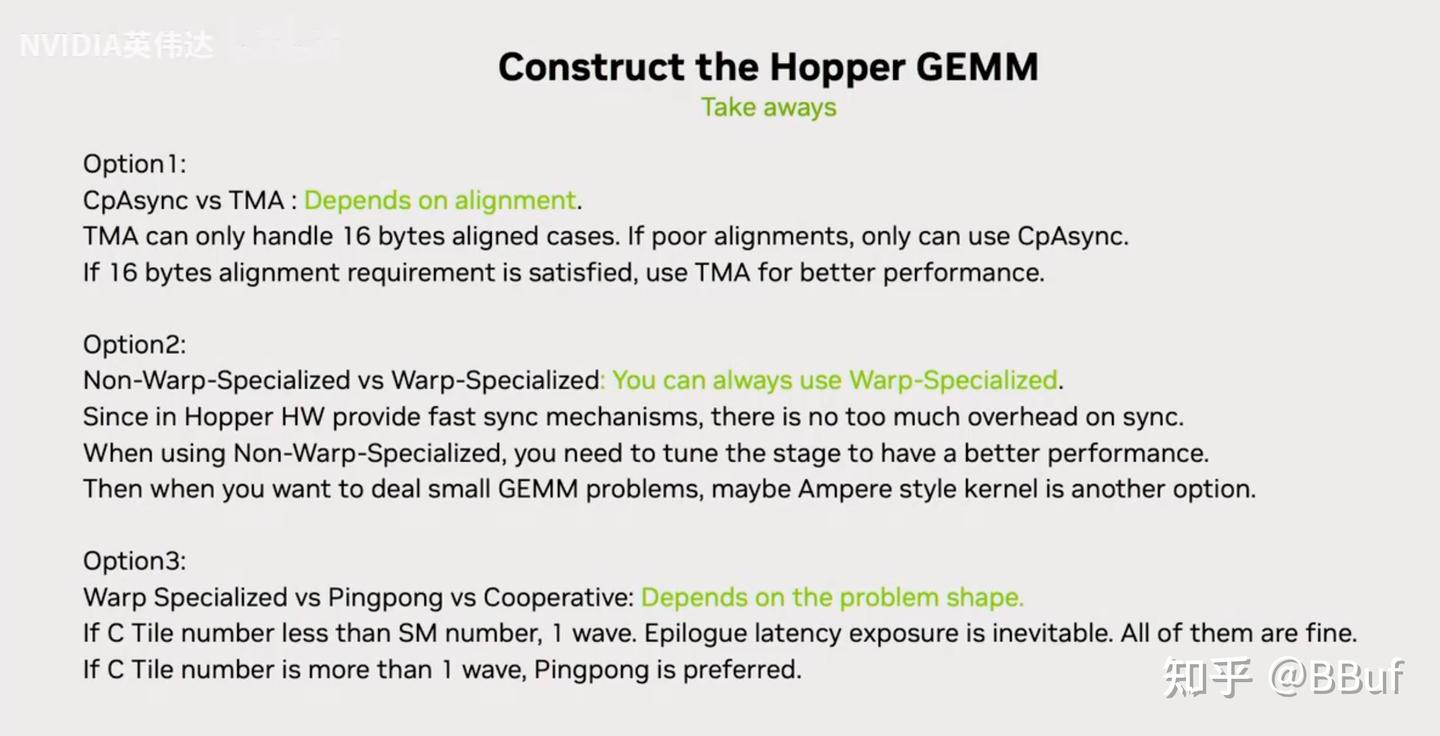 NVIDIA英伟达
Construct the Hopper GEMM
Take aways
Option1:
CpAsync vs TMA : Depends on alignment.
TMA can only handle 16 bytes aligned cases. If poor alignments, only can use CpAsync.
If 16 bytes alignment requirement is satisfied, use TMA for better performance.
Option2:
Non-Warp-Specialized vs Warp-Specialized: You can always use Warp-Specialized.
Since in Hopper HW provide fast sync mechanisms, there is no too much overhead on sync.
When using Non-Warp-Specialized, you need to tune the stage to have a better performance.
Then when you want to deal small GEMM problems, maybe Ampere style kernel is another option.
Option3:
Warp Specialized vs Pingpong vs Cooperative: Depends on the problem shape.
If C Tile number less than SM number, 1 wave. Epilogue latency exposure is inevitable. All of them are fine.
If C Tile number is more than 1 wave, Pingpong is preferred.
知乎 @BBuf